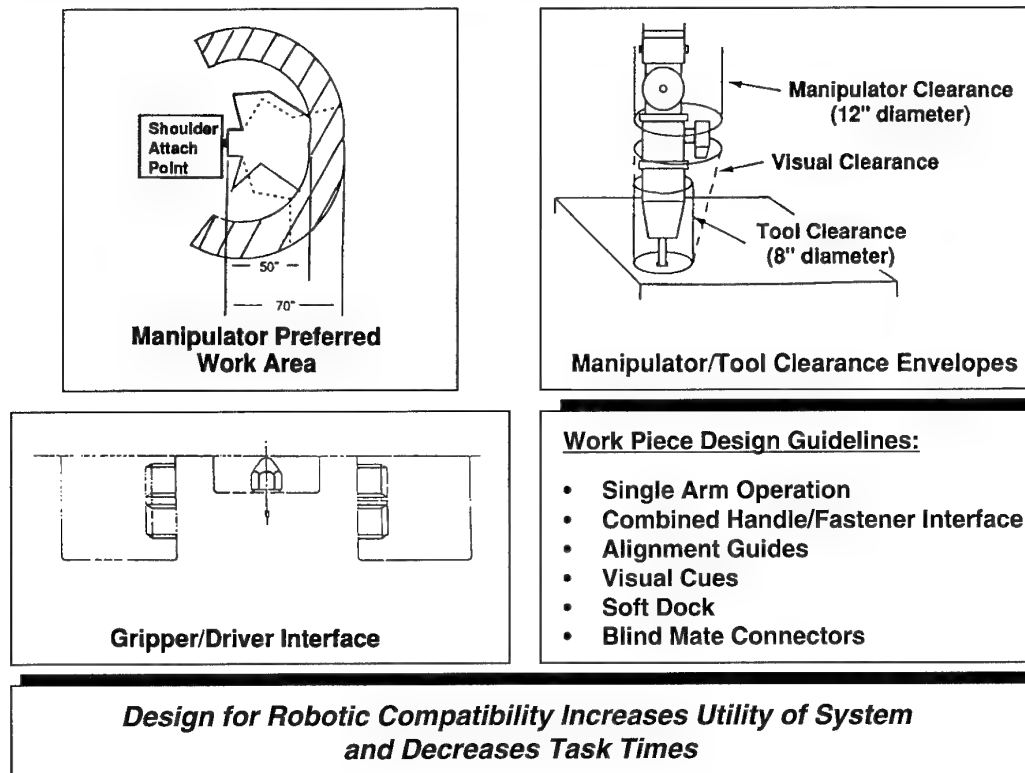 Shoulder
Attach
Point
50"
70"
Manipulator Preferred
Work Area
Manipulator Clearance
(12" diameter)
Visual Clearance
Tool Clearance
(8" diameter)
Manipulator/Tool Clearance Envelopes
Gripper/Driver Interface
Work Piece Design Guidelines:
• Single Arm Operation
• Combined Handle/Fastener Interface
• Alignment Guides
• Visual Cues
• Soft Dock
• Blind Mate Connectors
Design for Robotic Compatibility Increases Utility of System
and Decreases Task Times